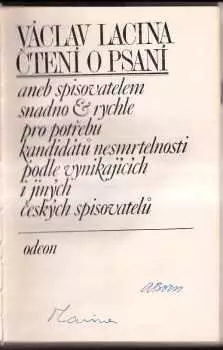 VÁCLAV LACINA
ČTENÍ O PSANÍ
aneb spisovatelem
snadno & rychle
pro potřebu
kandidátů nesmrtelnosti
podle vynikajících
i jiných
českých spisovatelů
odeon